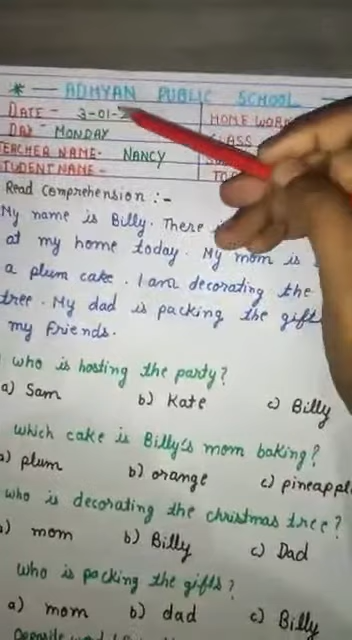 * — ADHYAN PUBLIC SCHOOL —
DATE - 3-01-
HOME WORK
DAY - MONDAY
CLASS
TEACHER NAME- NANCY
STUDENT NAME -
Read Comprehension :-
My name is Billy. There
at my home today. My mom is
a plum cake. I am decorating the
tree. My dad is packing the gift
my friends.
who is hosting the party?
a) Sam b) Kate c) Billy
which cake is Billy's mom baking?
a) plum b) orange c) pineapple
who is decorating the christmas tree?
) mom b) Billy c) Dad
who is packing the gifts?
a) mom b) dad c) Billy